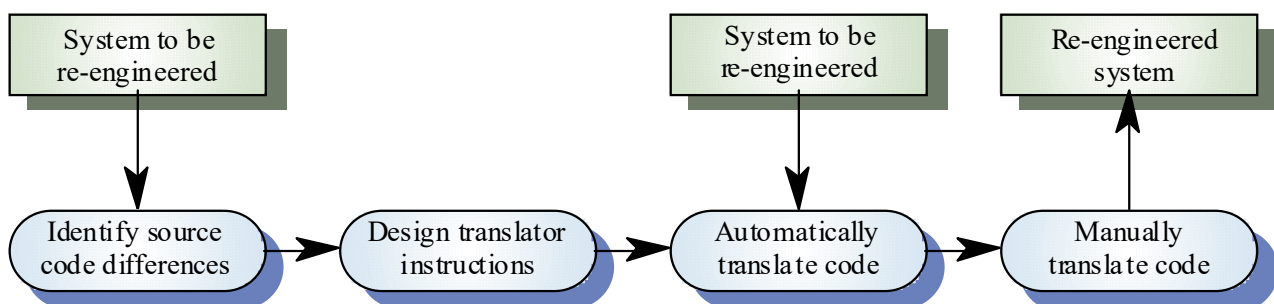 System to be
re-engineered
System to be
re-engineered
Re-engineered
system
Identify source
code differences
Design translator
instructions
Automatically
translate code
Manually
translate code